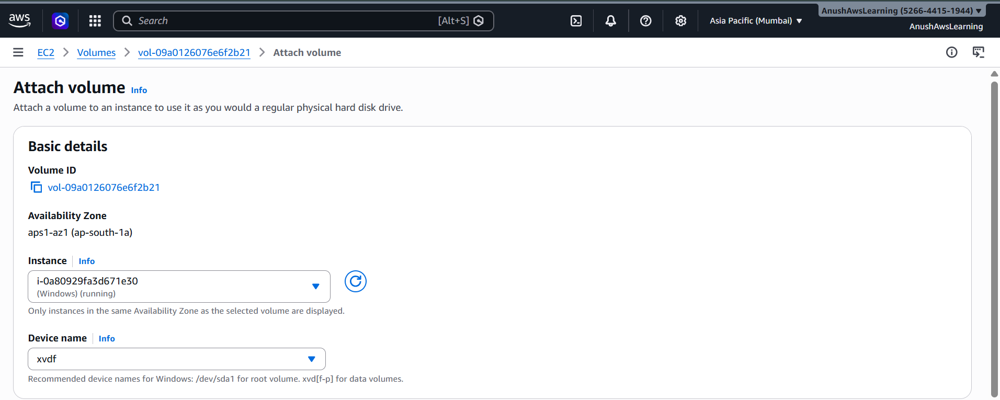 aws
Search [Alt+S]
Asia Pacific (Mumbai)
AnushAwsLearning (5266-4415-1944)
AnushAwsLearning
EC2 Volumes vol-09a0126076e6f2b21 Attach volume
Attach volume Info
Attach a volume to an instance to use it as you would a regular physical hard disk drive.
Basic details
Volume ID
vol-09a0126076e6f2b21
Availability Zone
aps1-az1 (ap-south-1a)
Instance Info
i-0a80929fa3d671e30
(Windows) (running)
Only instances in the same Availability Zone as the selected volume are displayed.
Device name Info
xvdf
Recommended device names for Windows: /dev/sda1 for root volume. xvd[f-p] for data volumes.